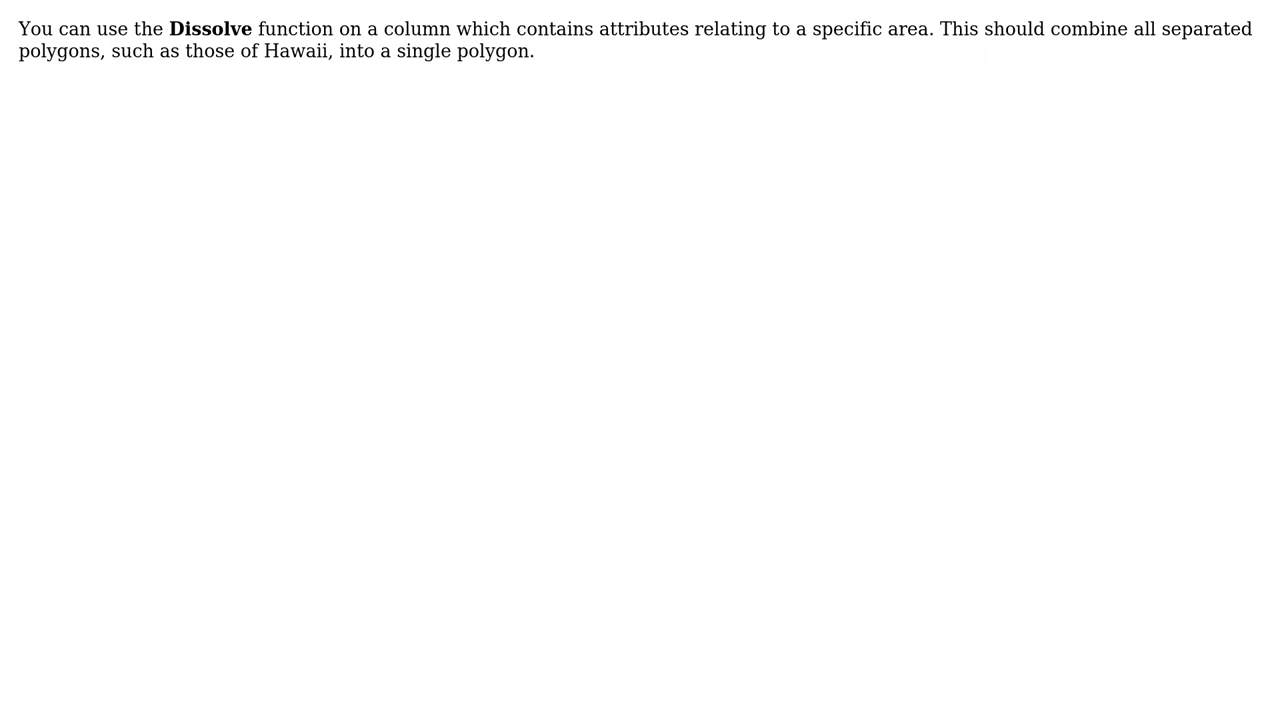 You can use the Dissolve function on a column which contains attributes relating to a specific area. This should combine all separated
polygons, such as those of Hawaii, into a single polygon.